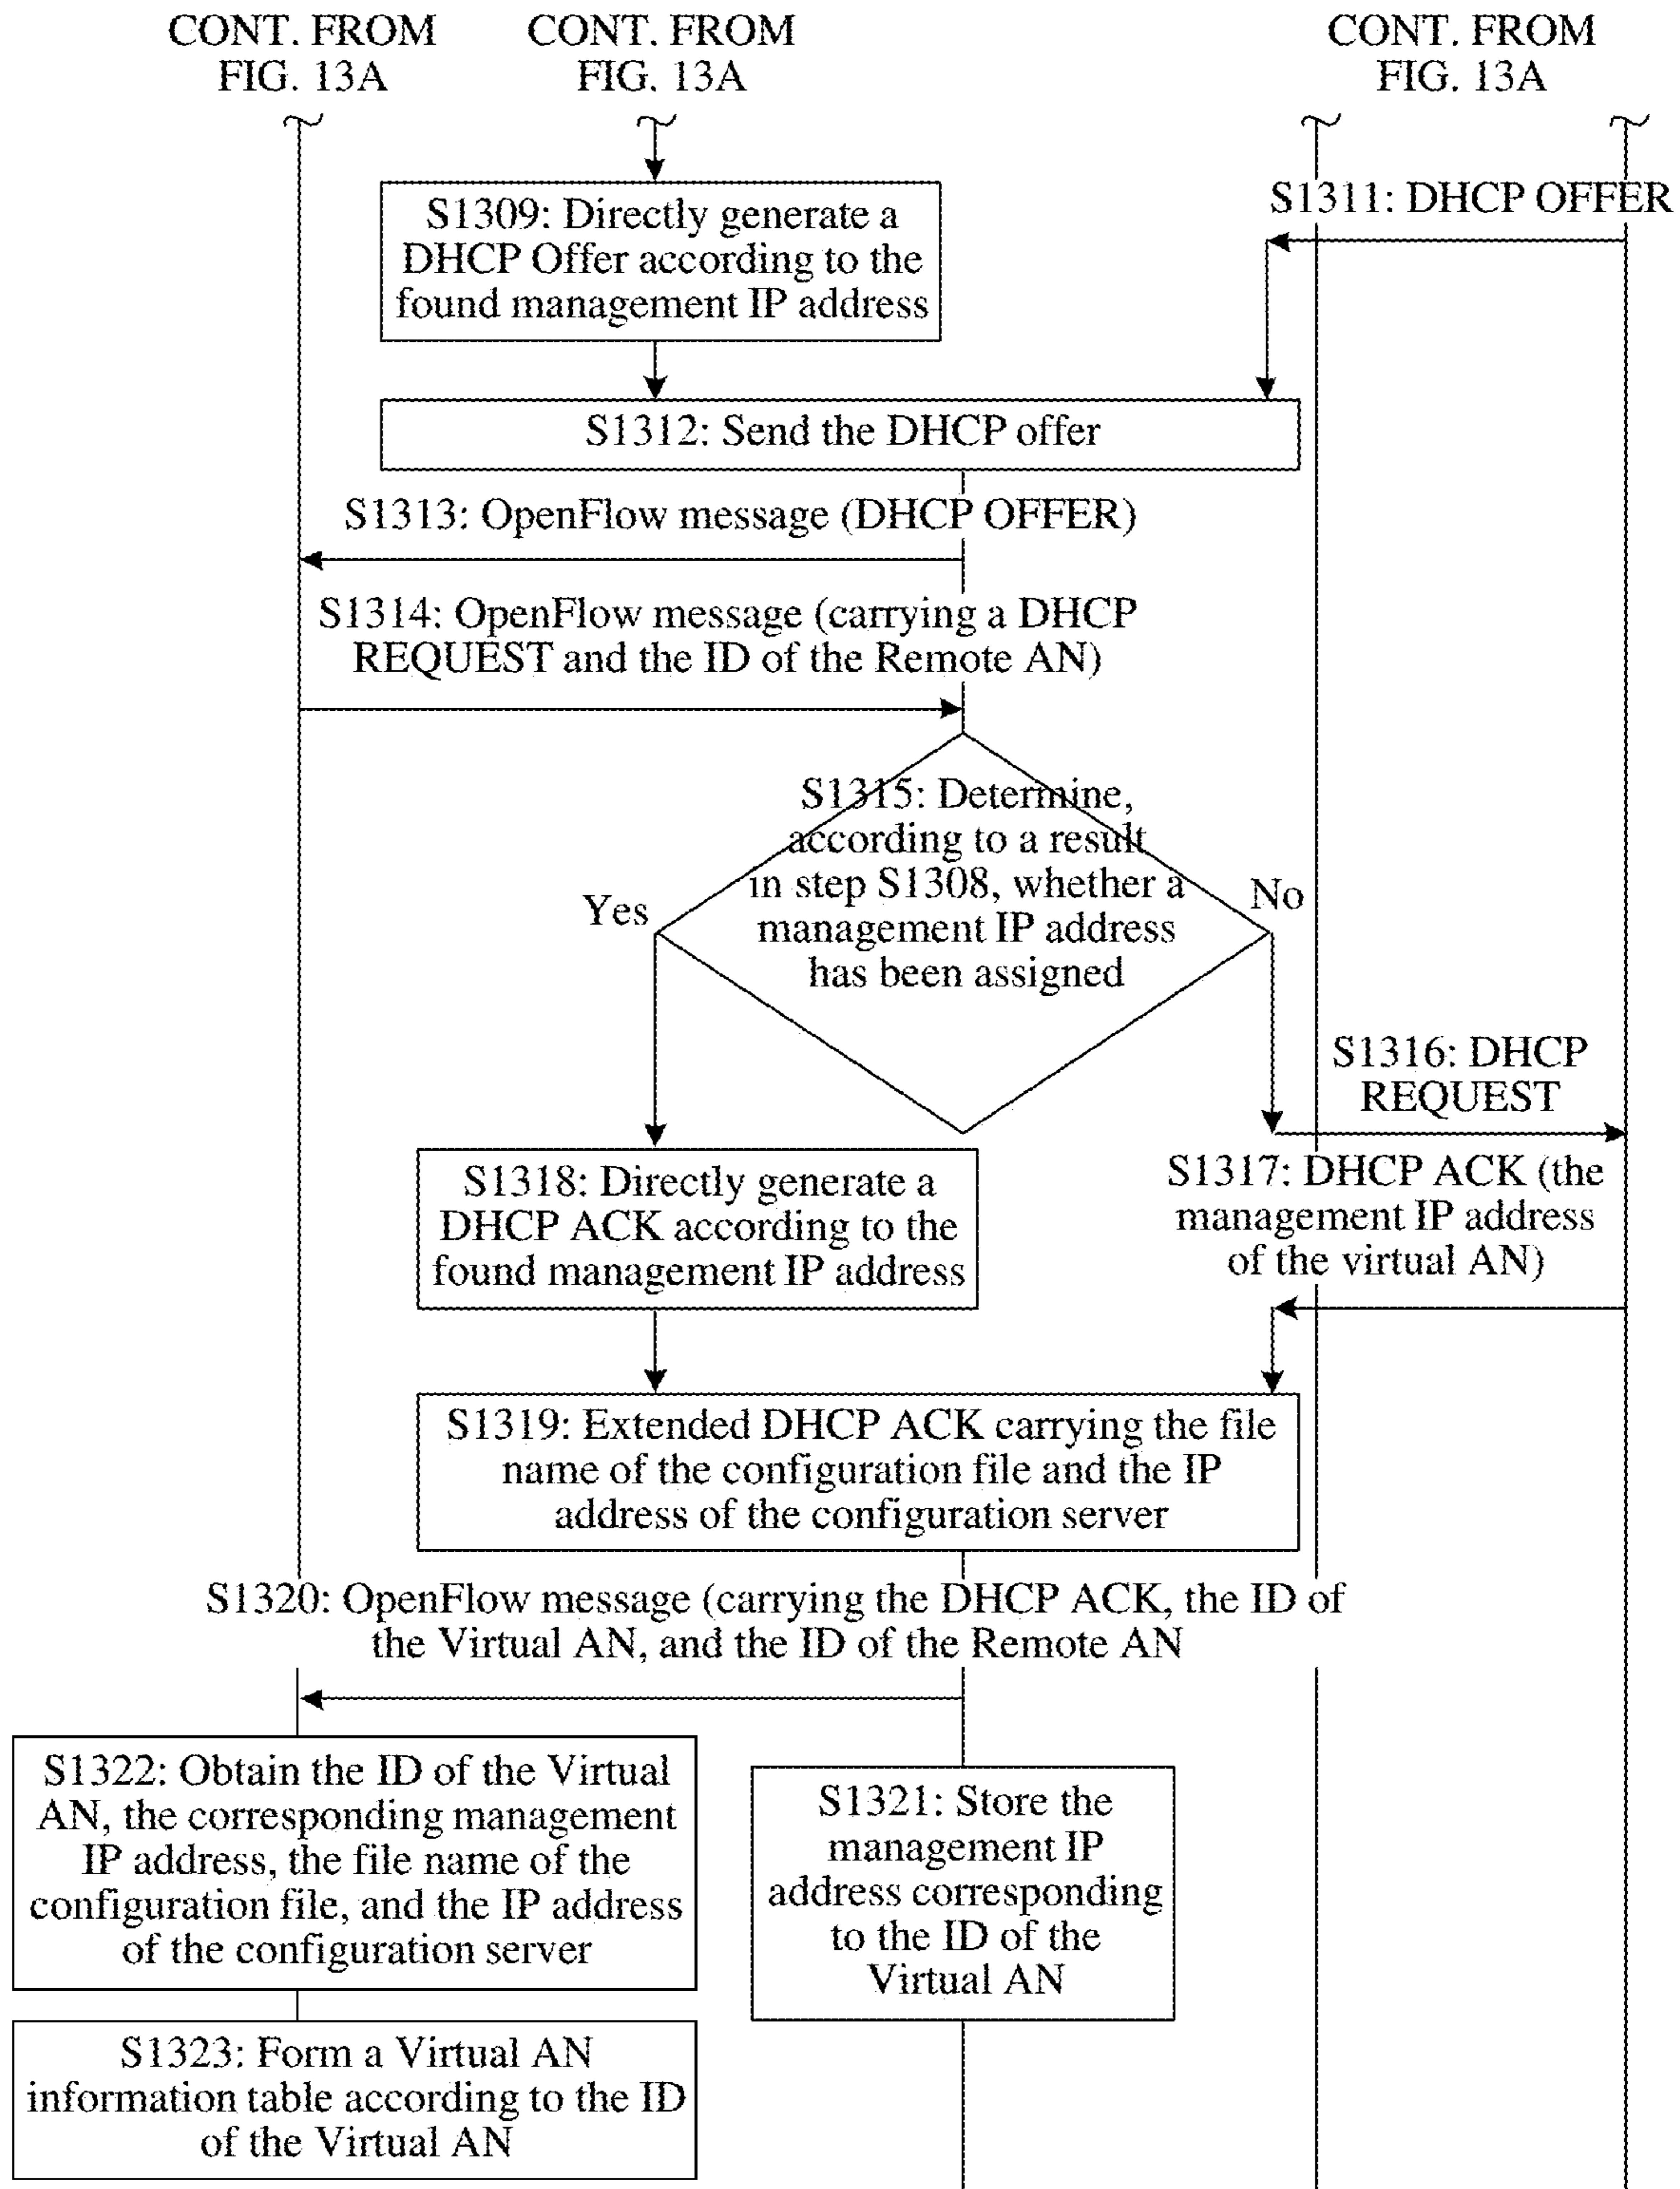 CONT. FROM
FIG. 13A
CONT. FROM
FIG. 13A
CONT. FROM
FIG. 13A
S1309: Directly generate a
DHCP Offer according to the
found management IP address
S1311: DHCP OFFER
S1312: Send the DHCP offer
S1313: OpenFlow message (DHCP OFFER)
S1314: OpenFlow message (carrying a DHCP
REQUEST and the ID of the Remote AN)
S1315: Determine,
according to a result
in step S1308, whether a
management IP address
has been assigned
Yes
No
S1316: DHCP
REQUEST
S1317: DHCP ACK (the
management IP address
of the virtual AN)
S1318: Directly generate a
DHCP ACK according to the
found management IP address
S1319: Extended DHCP ACK carrying the file
name of the configuration file and the IP
address of the configuration server
S1320: OpenFlow message (carrying the DHCP ACK, the ID of
the Virtual AN, and the ID of the Remote AN
S1322: Obtain the ID of the Virtual
AN, the corresponding management
IP address, the file name of the
configuration file, and the IP address
of the configuration server
S1321: Store the
management IP
address corresponding
to the ID of the
Virtual AN
S1323: Form a Virtual AN
information table according to the ID
of the Virtual AN